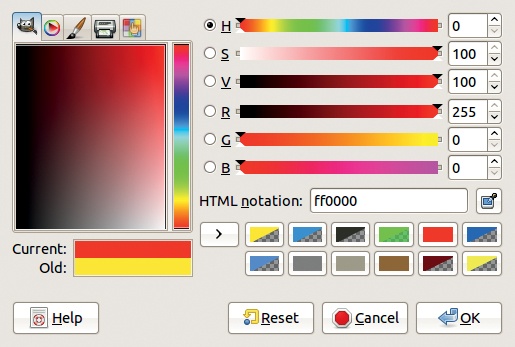 H 0
S 100
V 100
R 255
G 0
B 0
HTML notation: ff0000
Current:
Old:
Help Reset Cancel OK